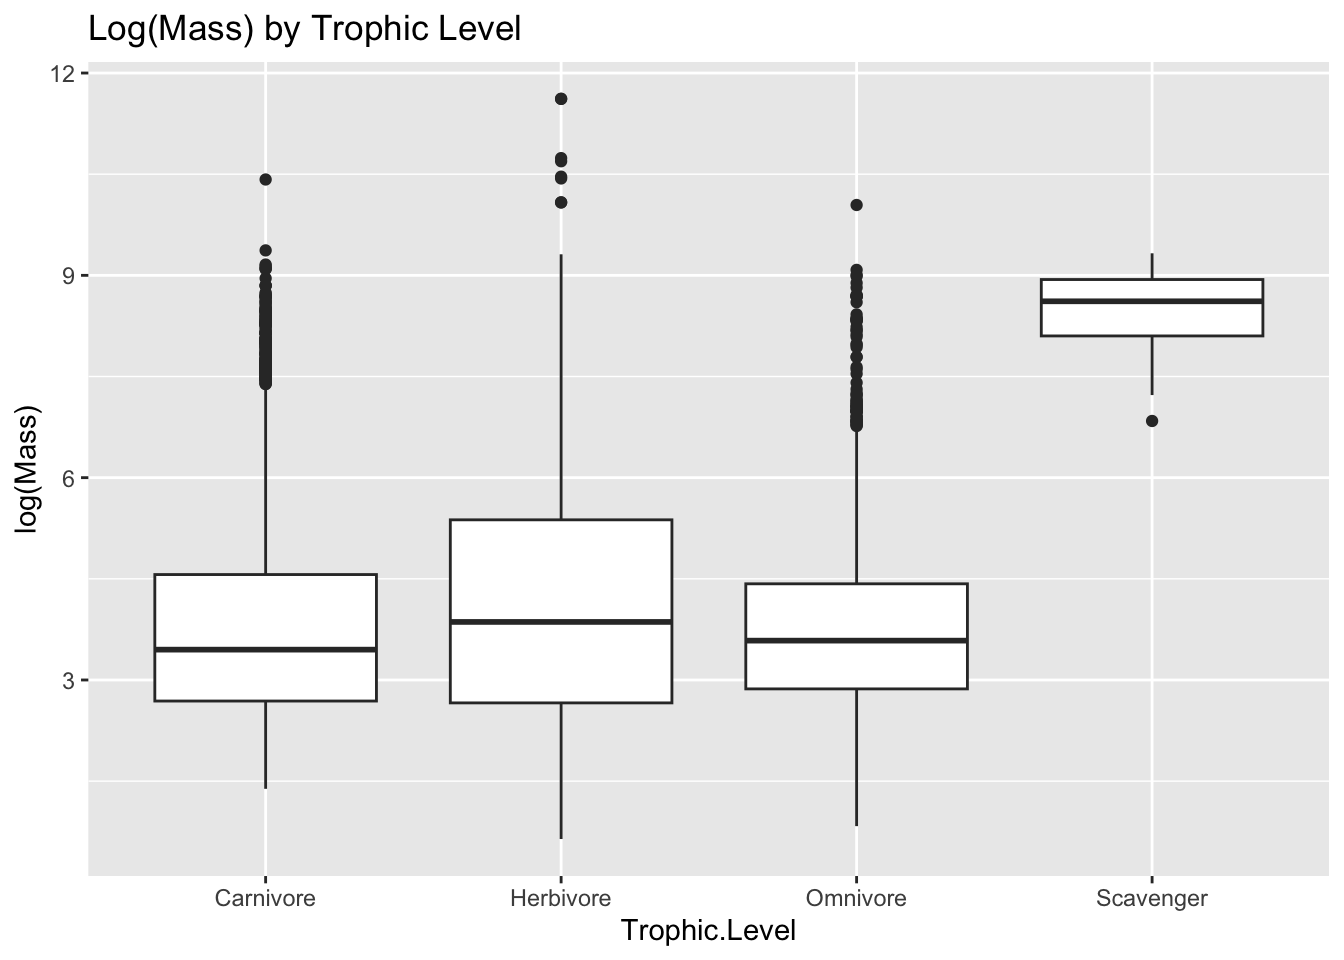 Log(Mass) by Trophic Level
12
9
6
3
log(Mass)
Carnivore Herbivore Omnivore Scavenger
Trophic.Level